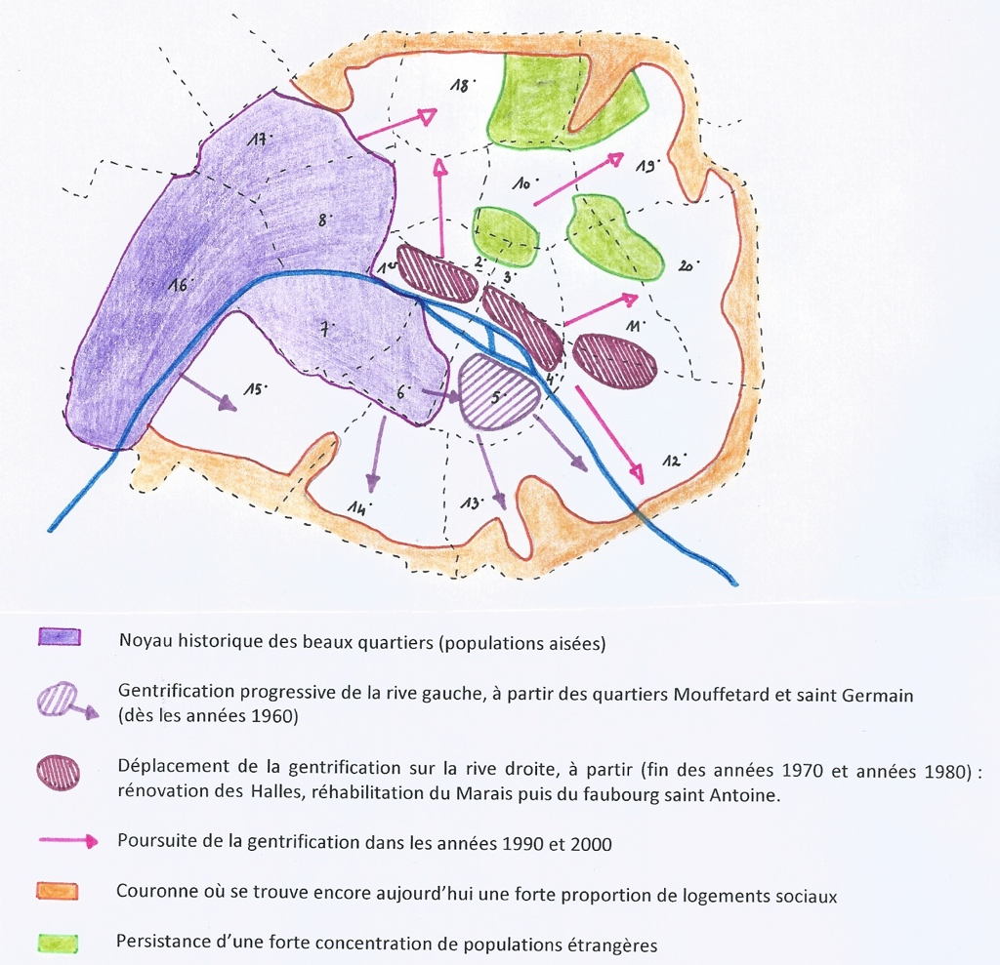 18°
17°
10°
19°
8°
1er
2°
3°
20°
16°
7°
11°
15°
6°
5°
4°
12°
14°
13°
Noyau historique des beaux quartiers (populations aisées)
Gentrification progressive de la rive gauche, à partir des quartiers Mouffetard et saint Germain
(dès les années 1960)
Déplacement de la gentrification sur la rive droite, à partir (fin des années 1970 et années 1980) :
rénovation des Halles, réhabilitation du Marais puis du faubourg saint Antoine.
Poursuite de la gentrification dans les années 1990 et 2000
Couronne où se trouve encore aujourd’hui une forte proportion de logements sociaux
Persistance d’une forte concentration de populations étrangères